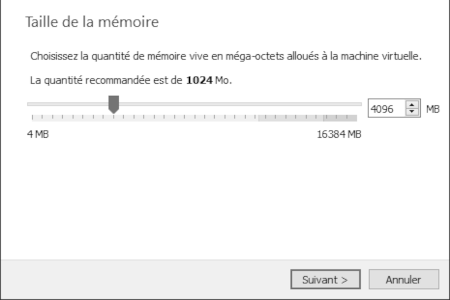 Taille de la mémoire
Choisissez la quantité de mémoire vive en méga-octets alloués à la machine virtuelle.
La quantité recommandée est de 1024 Mo.
4096 MB
4 MB 16384 MB
Suivant > Annuler